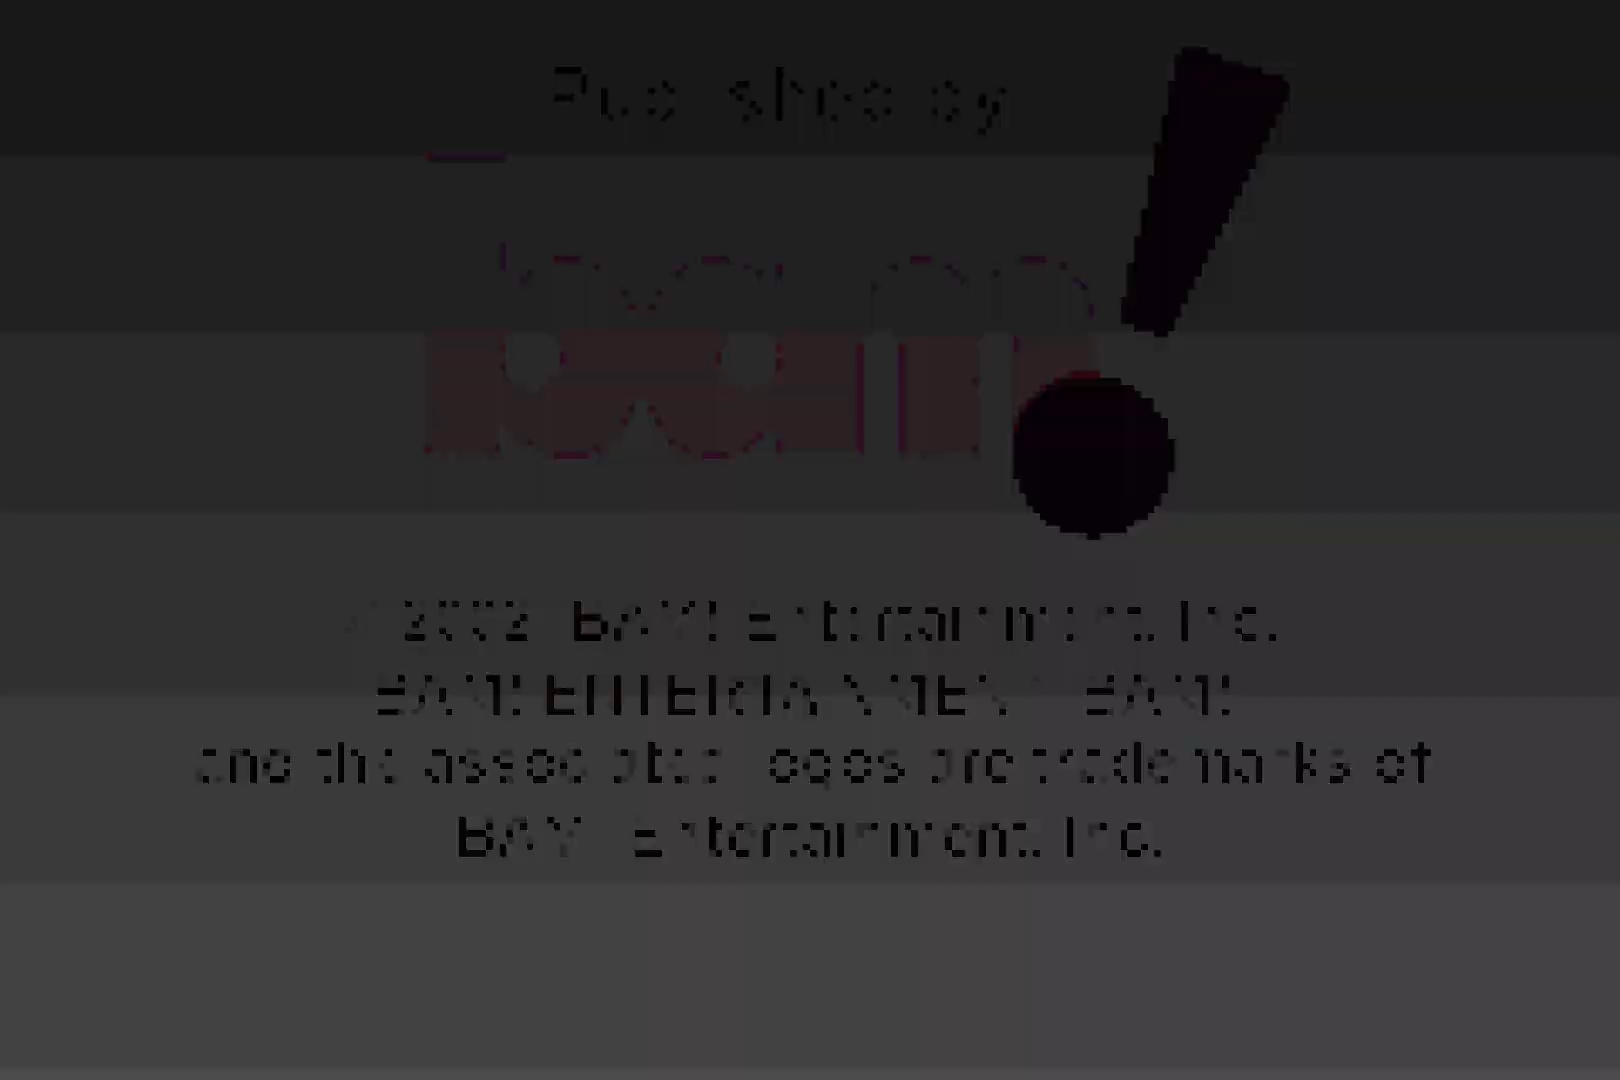 Published by
bam!
© 2002 BAM! Entertainment, Inc.
BAM! ENTERTAINMENT, BAM!
and the associated logos are trademarks of
BAM! Entertainment, Inc.